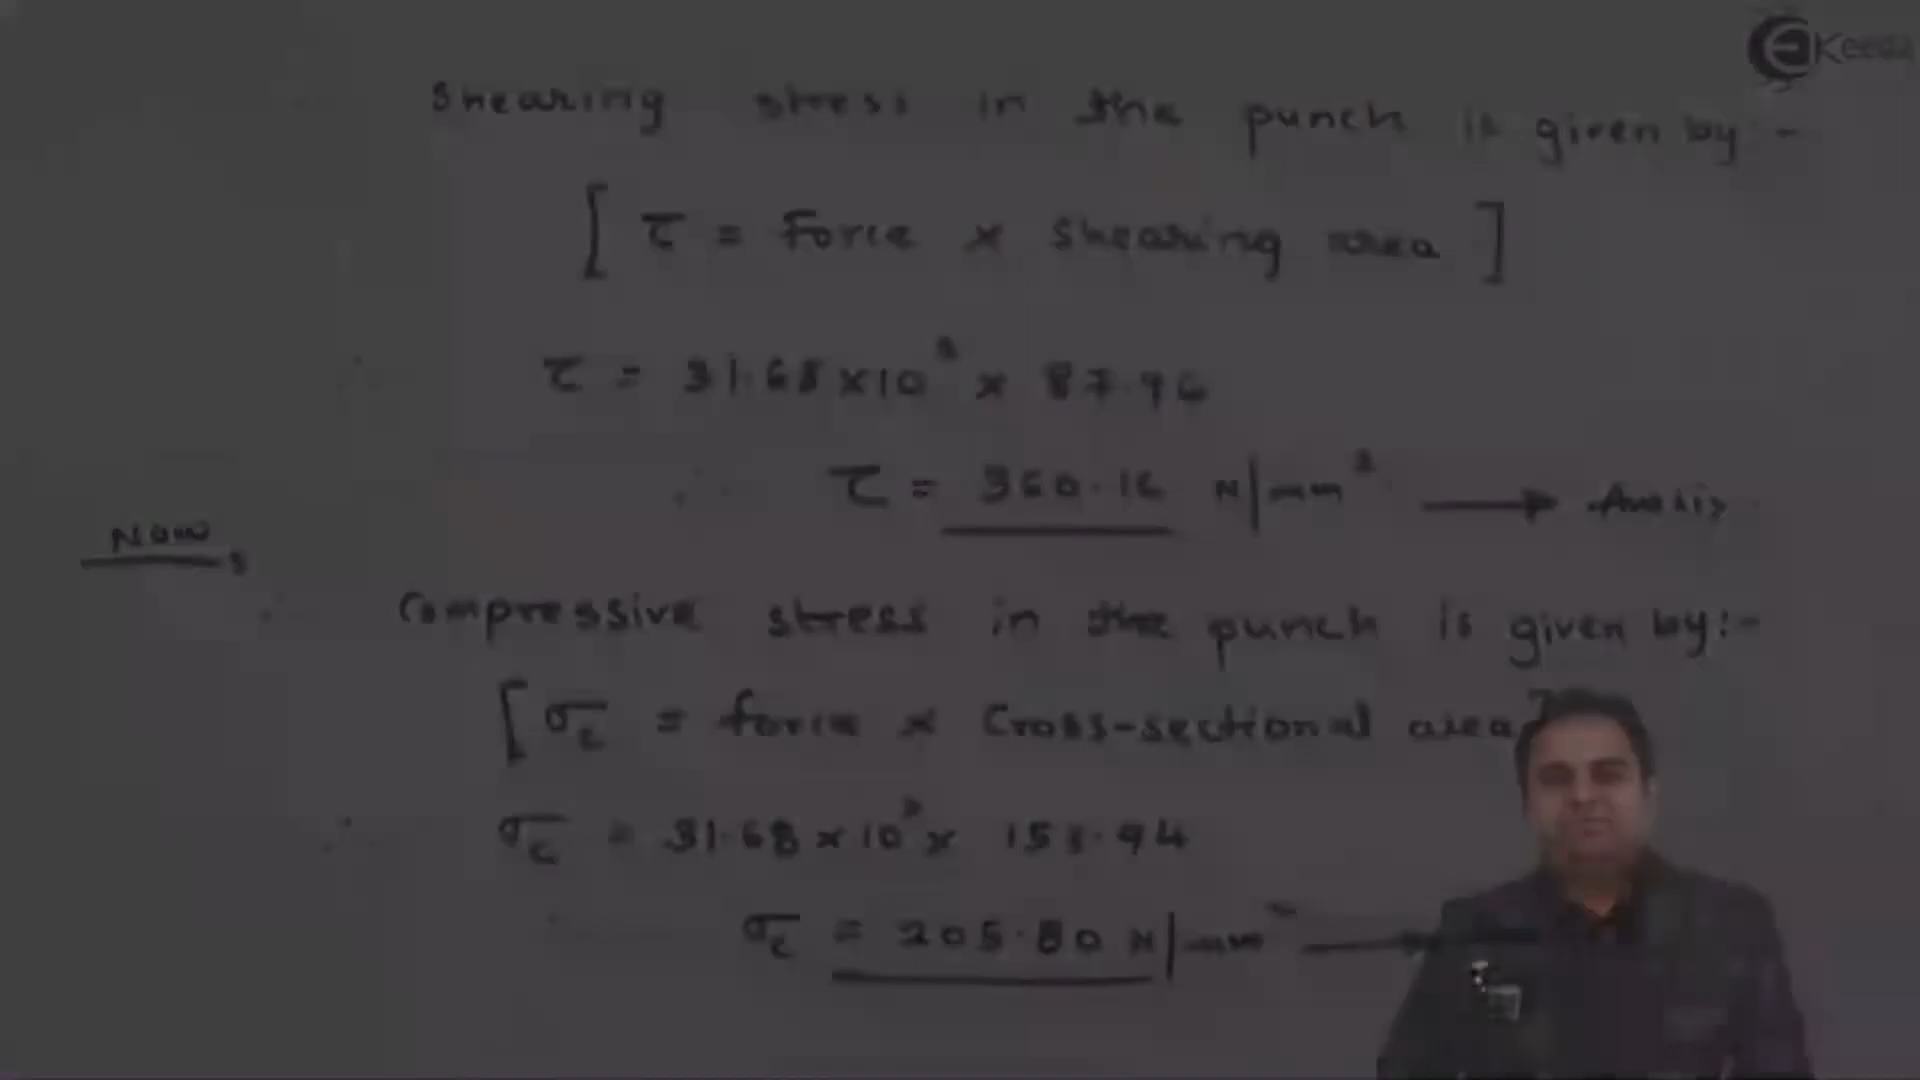 Ekeeda
Shearing stress in the punch is given by :-
[ τ = Force × shearing area ]
τ = 31.68 × 10³ × 87.96
∴ τ = 360.16 N/mm² →
Now,
Compressive stress in the punch is given by :-
[ σc = force × Cross-sectional area ]
∴ σc = 31.68 × 10³ × 153.94
σc = 205.80 N/mm² →